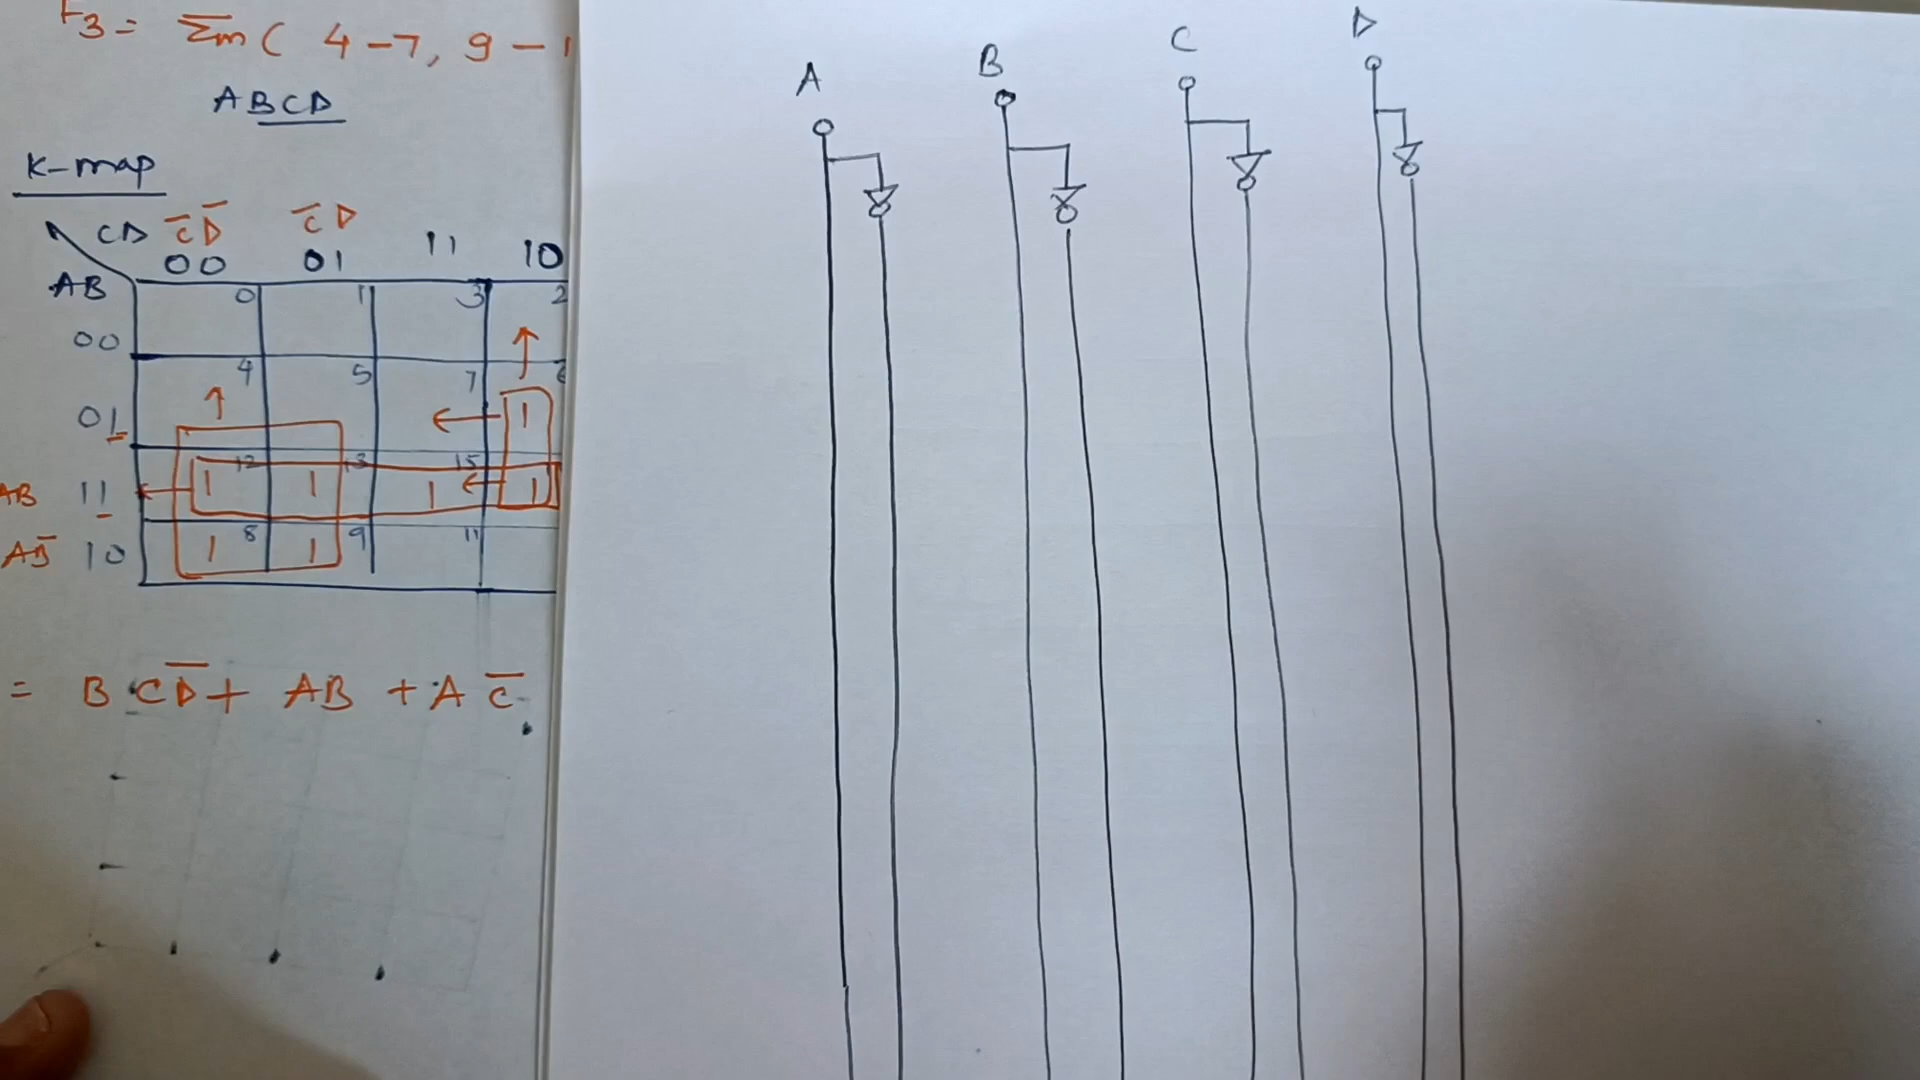 F3 = Σm ( 4-7, 9-1
ABCD
K-map
CD C̅D̅ C̅D
00 01 11 10
AB 0 1 3 2
00
4 5 7 6
01 1
12 13 15
AB 11 1 1 1 1
8 9 11
AB̅ 10 1 1
= B CD̅ + AB + A C̅
A B C D